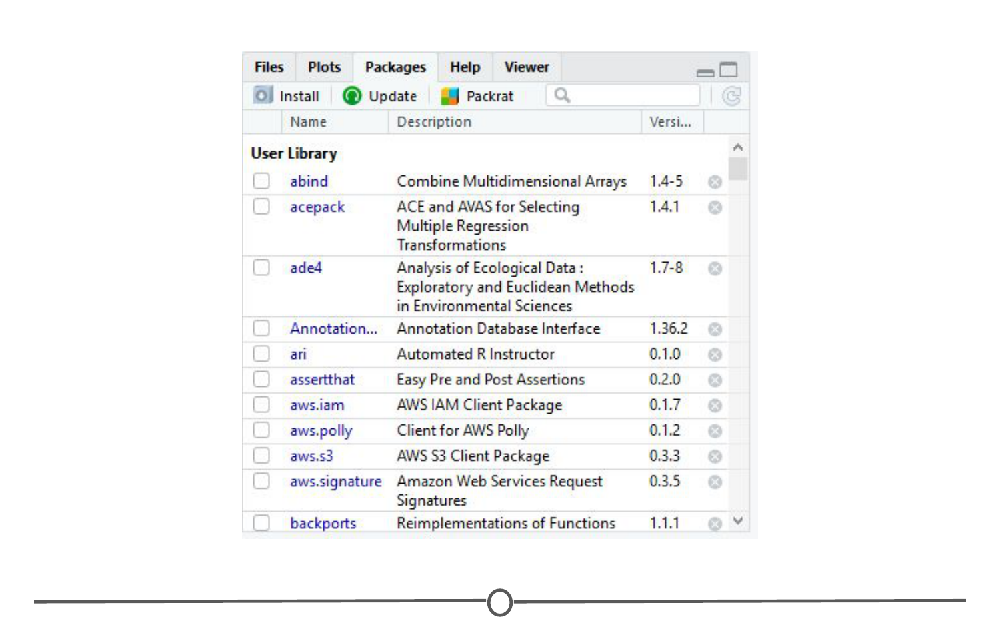 Files Plots Packages Help Viewer
Install Update Packrat
Name Description Versi...
User Library
abind Combine Multidimensional Arrays 1.4-5
acepack ACE and AVAS for Selecting 1.4.1
Multiple Regression
Transformations
ade4 Analysis of Ecological Data : 1.7-8
Exploratory and Euclidean Methods
in Environmental Sciences
Annotation... Annotation Database Interface 1.36.2
ari Automated R Instructor 0.1.0
assertthat Easy Pre and Post Assertions 0.2.0
aws.iam AWS IAM Client Package 0.1.7
aws.polly Client for AWS Polly 0.1.2
aws.s3 AWS S3 Client Package 0.3.3
aws.signature Amazon Web Services Request 0.3.5
Signatures
backports Reimplementations of Functions 1.1.1